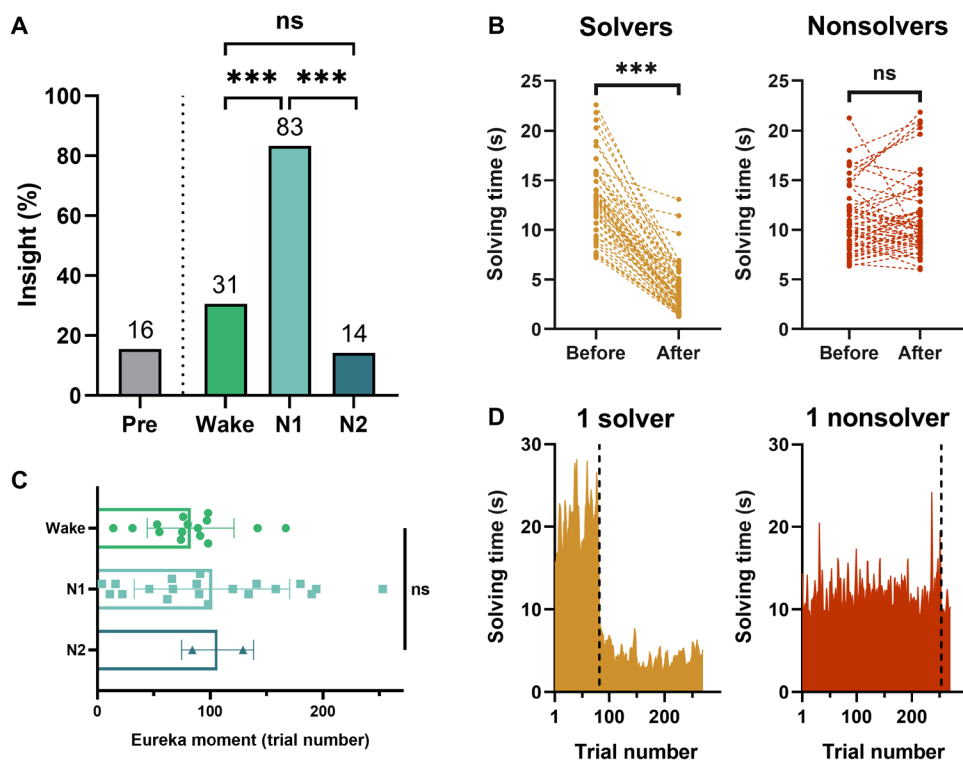 A
ns
*** ***
100
80
60
40
20
0
Insight (%)
16
31
83
14
Pre Wake N1 N2
B
Solvers
***
25
20
15
10
5
0
Solving time (s)
Before After
Nonsolvers
ns
25
20
15
10
5
0
Solving time (s)
Before After
C
Wake
N1
N2
ns
0 100 200
Eureka moment (trial number)
D
1 solver
30
20
10
0
Solving time (s)
1 100 200
Trial number
1 nonsolver
30
20
10
0
Solving time (s)
1 100 200
Trial number